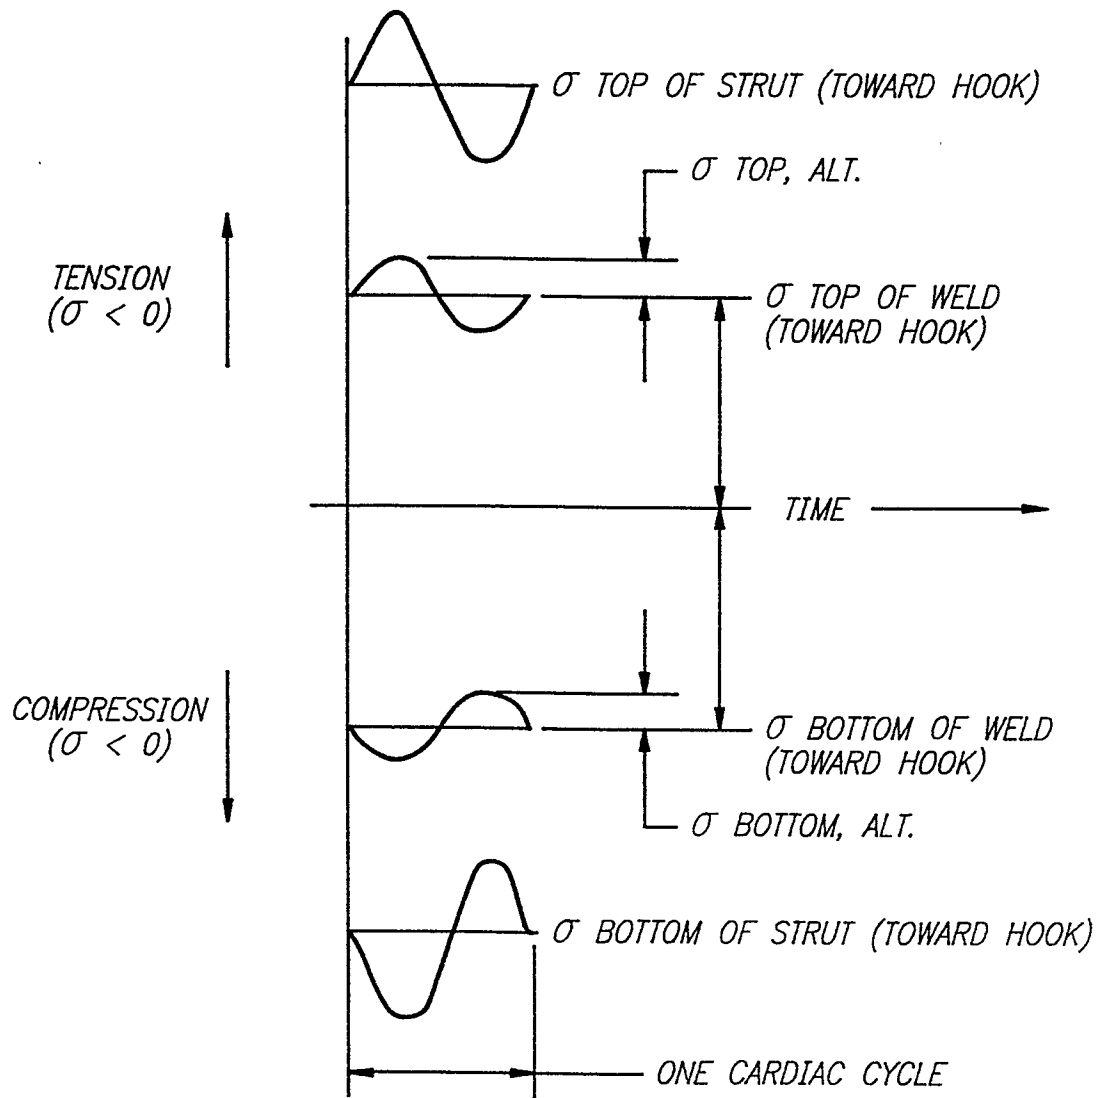 σ TOP OF STRUT (TOWARD HOOK)
σ TOP, ALT.
TENSION
(σ < 0)
σ TOP OF WELD
(TOWARD HOOK)
TIME
COMPRESSION
(σ < 0)
σ BOTTOM OF WELD
(TOWARD HOOK)
σ BOTTOM, ALT.
σ BOTTOM OF STRUT (TOWARD HOOK)
ONE CARDIAC CYCLE